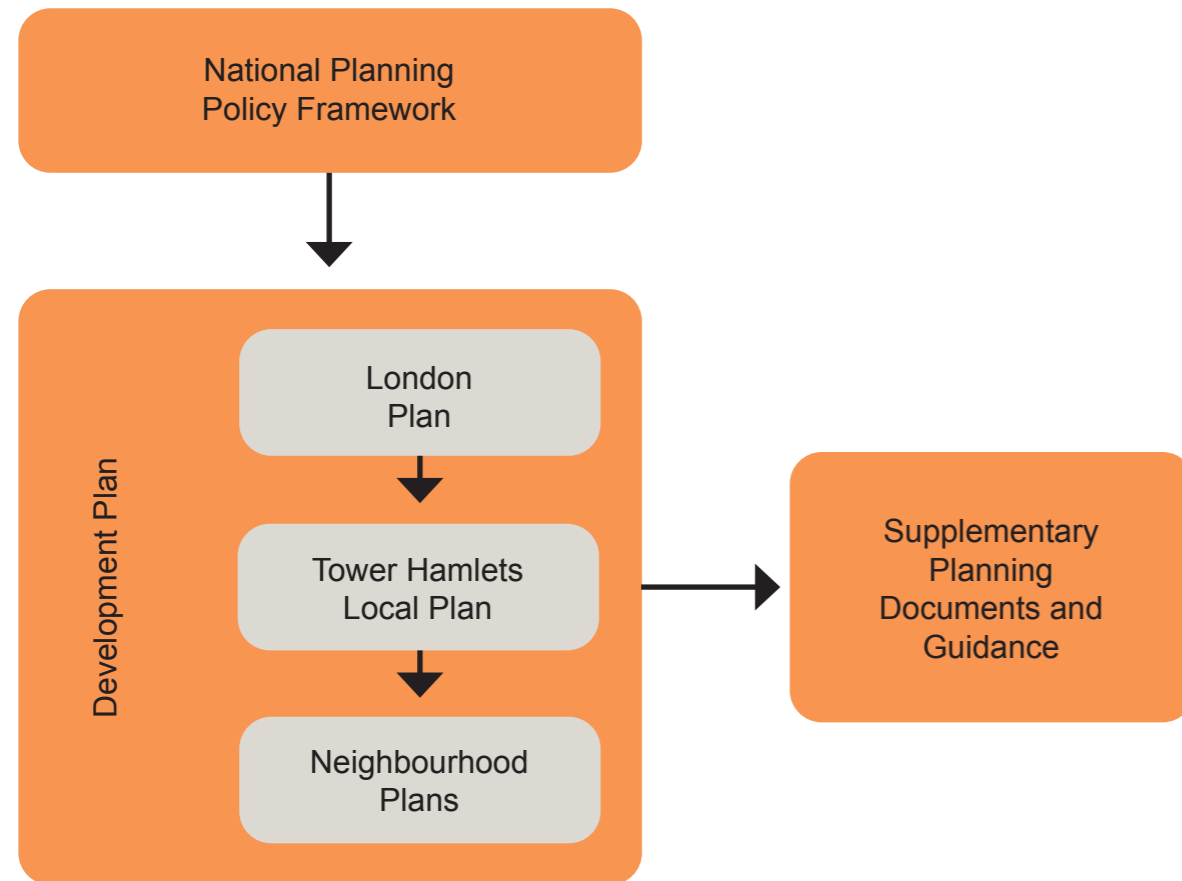 National Planning
Policy Framework
Development Plan
London
Plan
Tower Hamlets
Local Plan
Neighbourhood
Plans
Supplementary
Planning
Documents and
Guidance